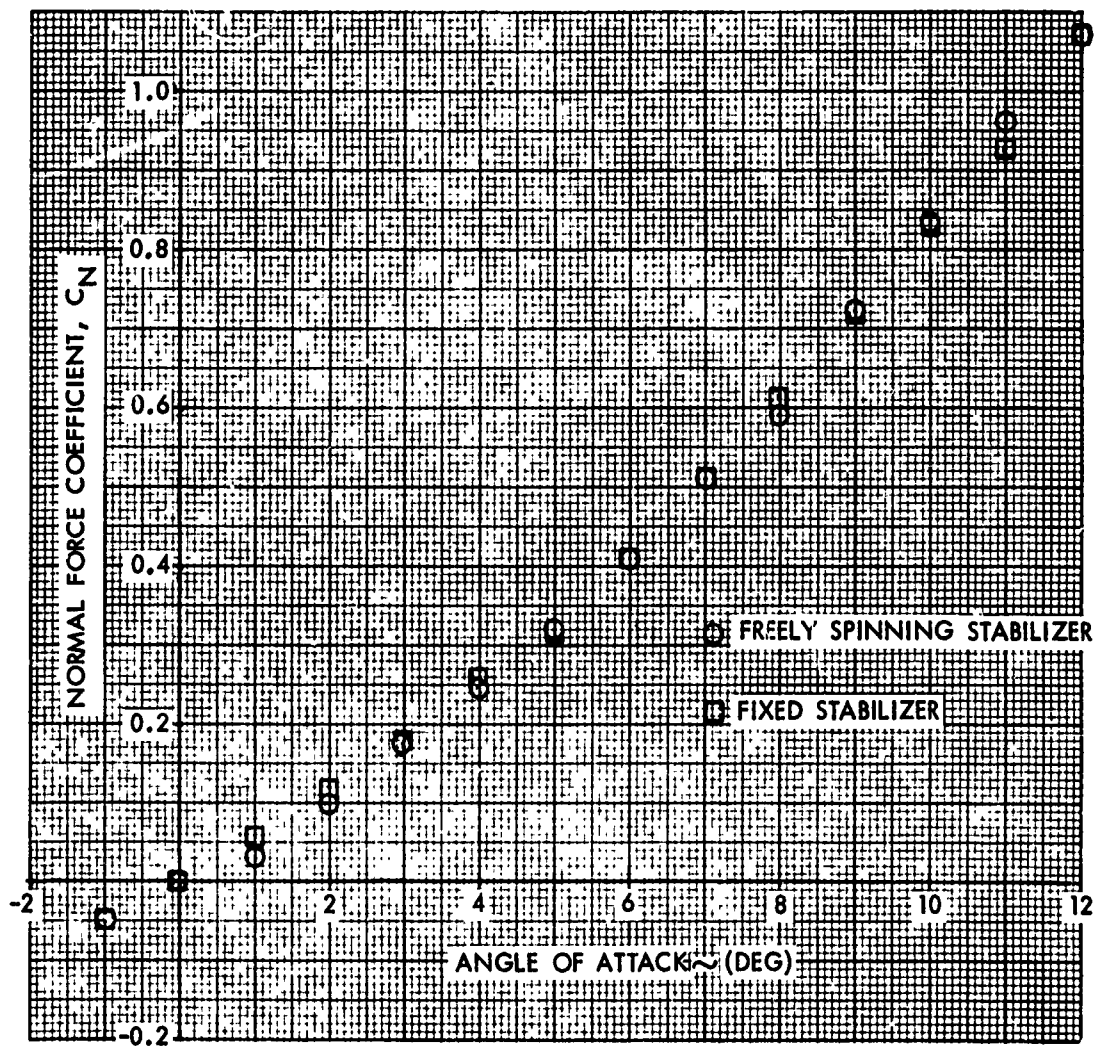 1.0
0.8
0.6
0.4
0.2
-0.2
NORMAL FORCE COEFFICIENT, CN
FREELY SPINNING STABILIZER
FIXED STABILIZER
-2 2 4 6 8 10 12
ANGLE OF ATTACK ~ (DEG)